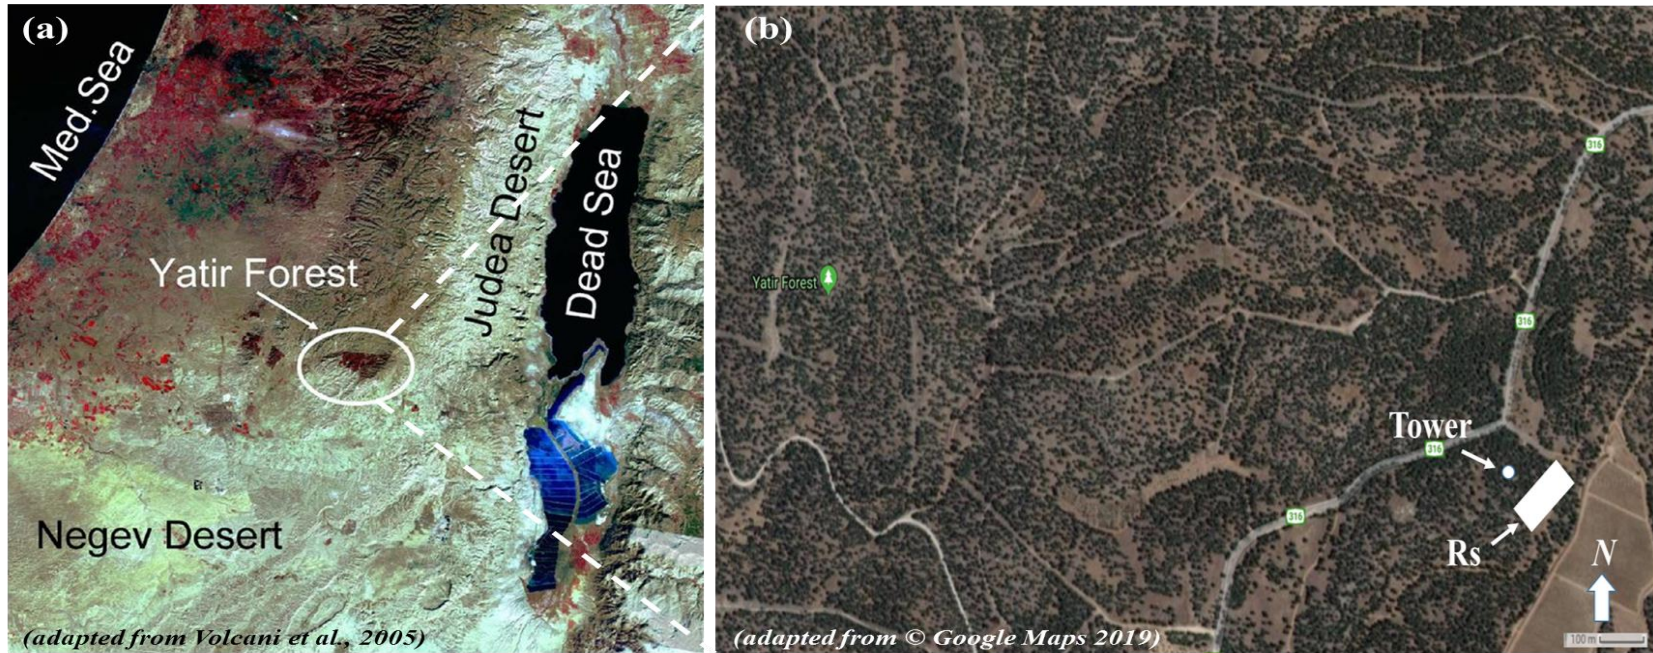 (a)
Med.Sea
Judea Desert
Dead Sea
Yatir Forest
Negev Desert
(adapted from Volcani et al., 2005)
(b)
316
Yatir Forest
316
Tower
316
316
Rs
N
(adapted from © Google Maps 2019)
100 m